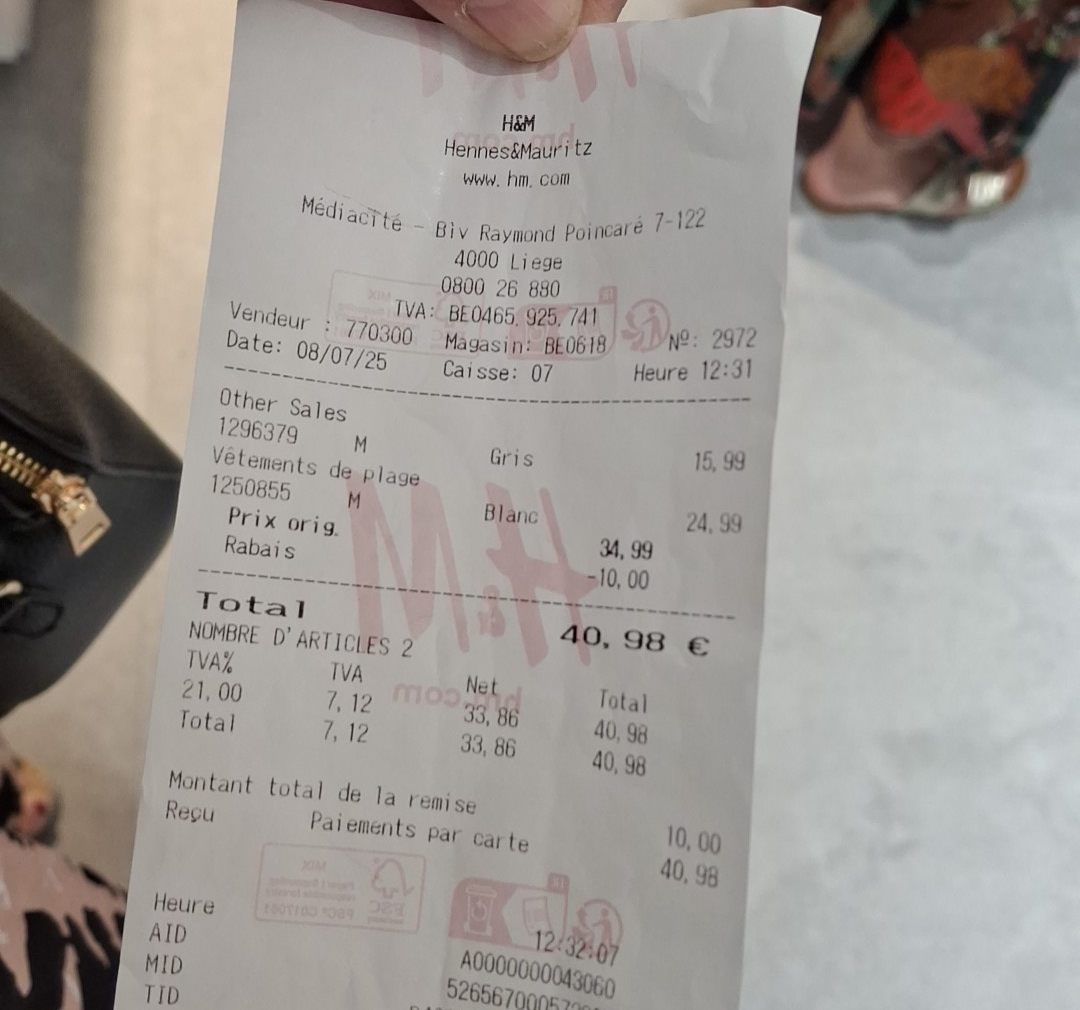 H&M
Hennes&Mauritz
www.hm.com
Médiacité - Blv Raymond Poincaré 7-122
4000 Liege
0800 26 880
TVA: BE0465.925.741
Vendeur : 770300 Magasin: BE0618 Nº: 2972
Date: 08/07/25 Caisse: 07 Heure 12:31
Other Sales
1296379 M Gris 15,99
Vêtements de plage
1250855 M Blanc 24,99
Prix orig. 34,99
Rabais -10,00
Total 40,98 €
NOMBRE D'ARTICLES 2
TVA% TVA Net Total
21,00 7,12 33,86 40,98
Total 7,12 33,86 40,98
Montant total de la remise 10,00
Reçu Paiements par carte 40,98
Heure 12:32:07
AID A0000000043060
MID
TID
H&M
hm.com